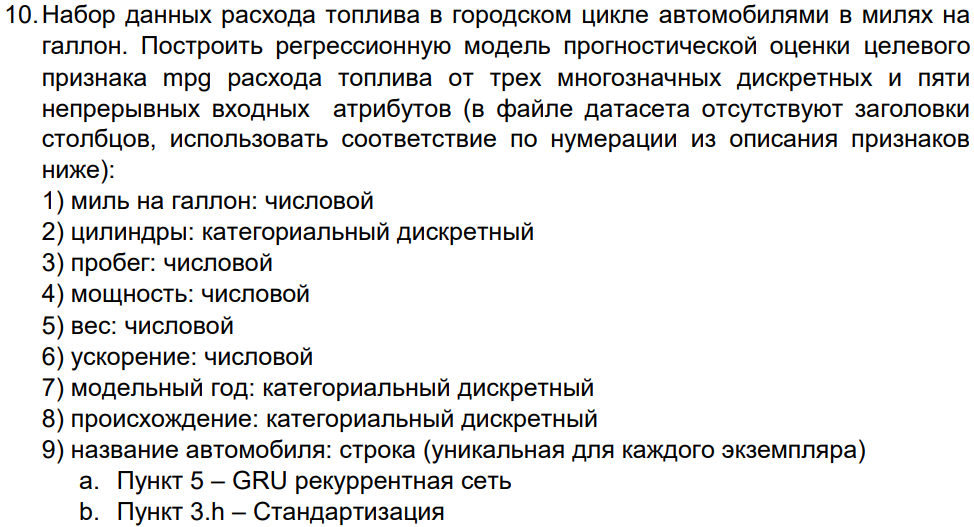 10. Набор данных расхода топлива в городском цикле автомобилями в милях на
галлон. Построить регрессионную модель прогностической оценки целевого
признака mpg расхода топлива от трех многозначных дискретных и пяти
непрерывных входных атрибутов (в файле датасета отсутствуют заголовки
столбцов, использовать соответствие по нумерации из описания признаков
ниже):
1) миль на галлон: числовой
2) цилиндры: категориальный дискретный
3) пробег: числовой
4) мощность: числовой
5) вес: числовой
6) ускорение: числовой
7) модельный год: категориальный дискретный
8) происхождение: категориальный дискретный
9) название автомобиля: строка (уникальная для каждого экземпляра)
a. Пункт 5 – GRU рекуррентная сеть
b. Пункт 3.h – Стандартизация